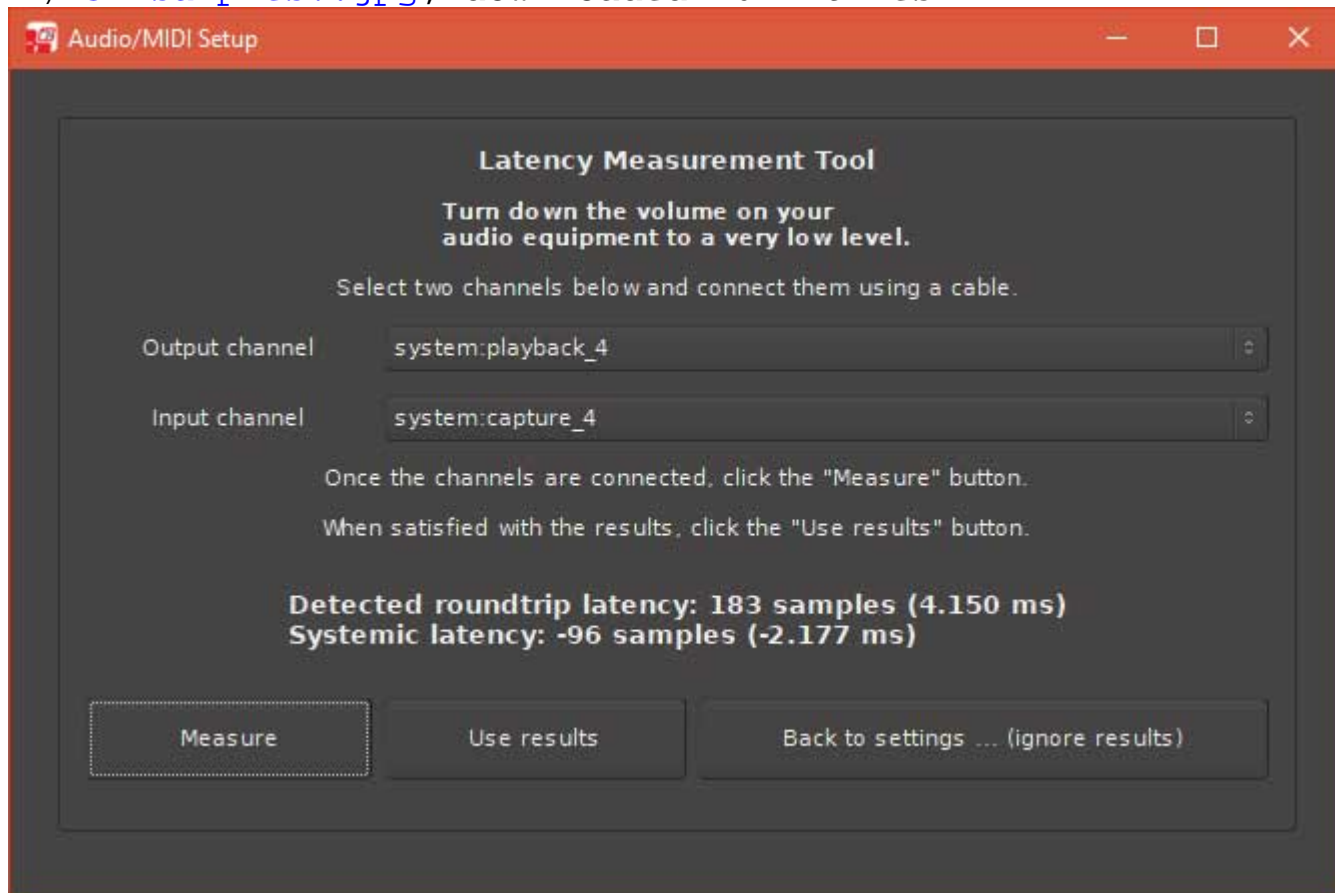 Audio/MIDI Setup
Latency Measurement Tool
Turn down the volume on your
audio equipment to a very low level.
Select two channels below and connect them using a cable.
Output channel
system:playback_4
Input channel
system:capture_4
Once the channels are connected, click the "Measure" button.
When satisfied with the results, click the "Use results" button.
Detected roundtrip latency: 183 samples (4.150 ms)
Systemic latency: -96 samples (-2.177 ms)
Measure
Use results
Back to settings ... (ignore results)